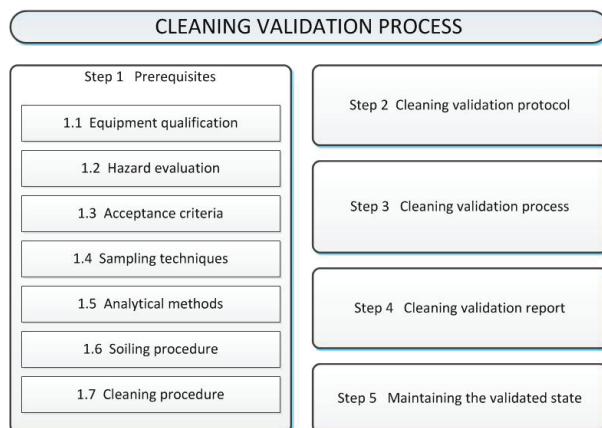 CLEANING VALIDATION PROCESS
Step 1 Prerequisites
1.1 Equipment qualification
1.2 Hazard evaluation
1.3 Acceptance criteria
1.4 Sampling techniques
1.5 Analytical methods
1.6 Soiling procedure
1.7 Cleaning procedure
Step 2 Cleaning validation protocol
Step 3 Cleaning validation process
Step 4 Cleaning validation report
Step 5 Maintaining the validated state